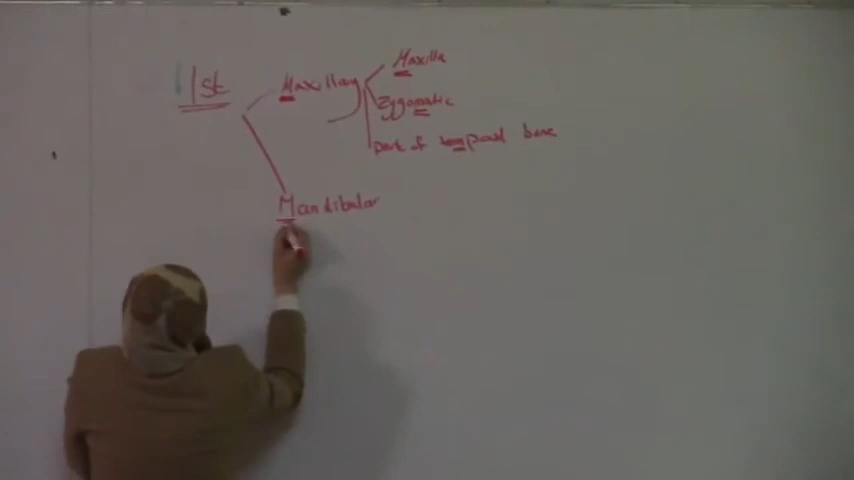 1st
Maxillary
Maxilla
Zygomatic
part of temporal bone
Mandibular